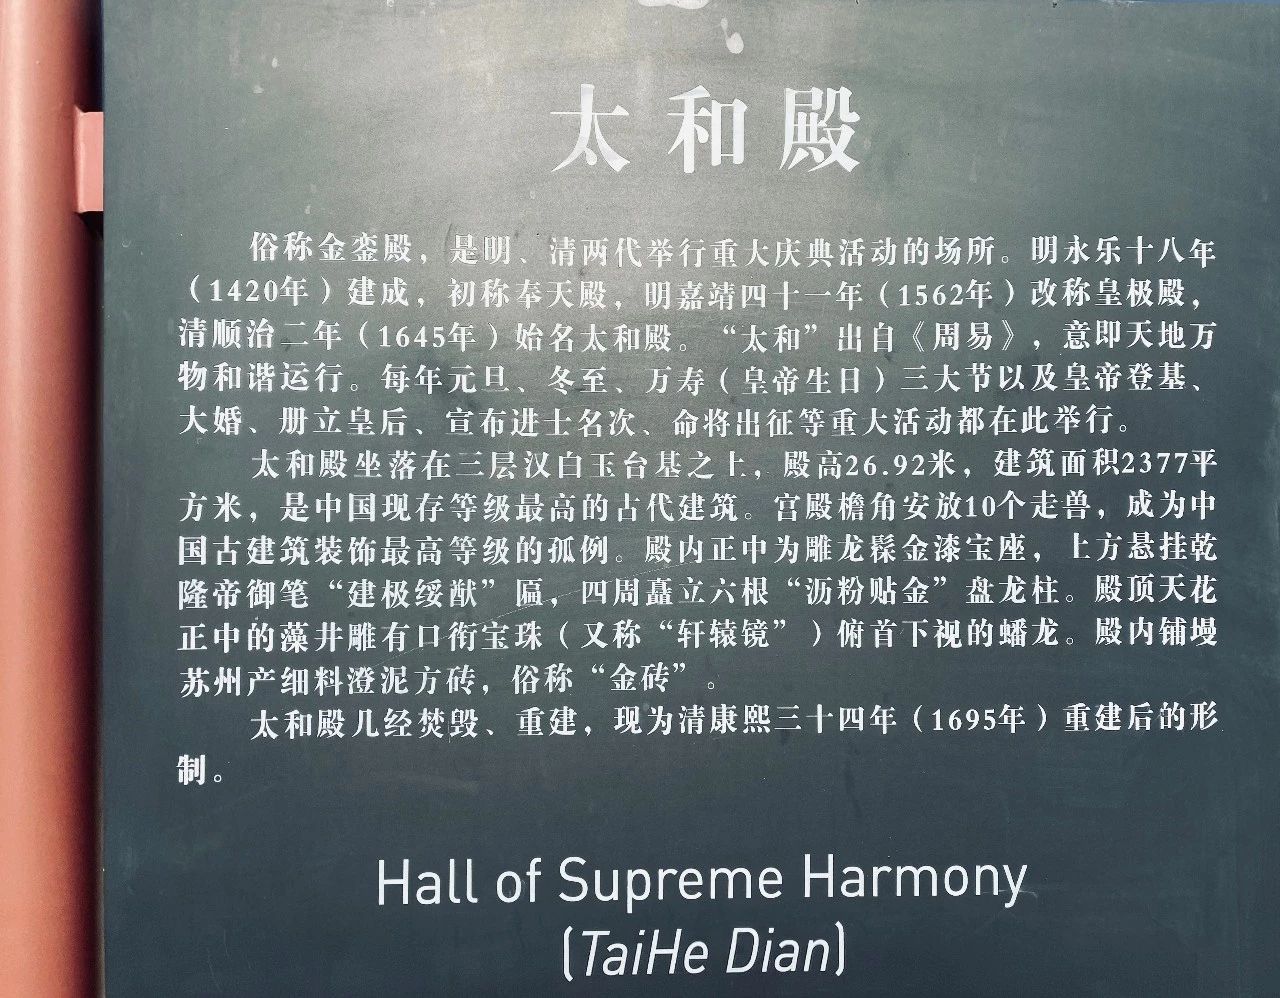 太和殿
俗称金銮殿，是明、清两代举行重大庆典活动的场所。明永乐十八年
（1420年）建成，初称奉天殿，明嘉靖四十一年（1562年）改称皇极殿，
清顺治二年（1645年）始名太和殿。“太和”出自《周易》，意即天地万
物和谐运行。每年元旦、冬至、万寿（皇帝生日）三大节以及皇帝登基、
大婚、册立皇后、宣布进士名次、命将出征等重大活动都在此举行。
太和殿坐落在三层汉白玉台基之上，殿高26.92米，建筑面积2377平
方米，是中国现存等级最高的古代建筑。宫殿檐角安放10个走兽，成为中
国古建筑装饰最高等级的孤例。殿内正中为雕龙髹金漆宝座，上方悬挂乾
隆帝御笔“建极绥猷”匾，四周矗立六根“沥粉贴金”盘龙柱。殿顶天花
正中的藻井雕有口衔宝珠（又称“轩辕镜”）俯首下视的蟠龙。殿内铺墁
苏州产细料澄泥方砖，俗称“金砖”。
太和殿几经焚毁、重建，现为清康熙三十四年（1695年）重建后的形
制。
Hall of Supreme Harmony
(TaiHe Dian)